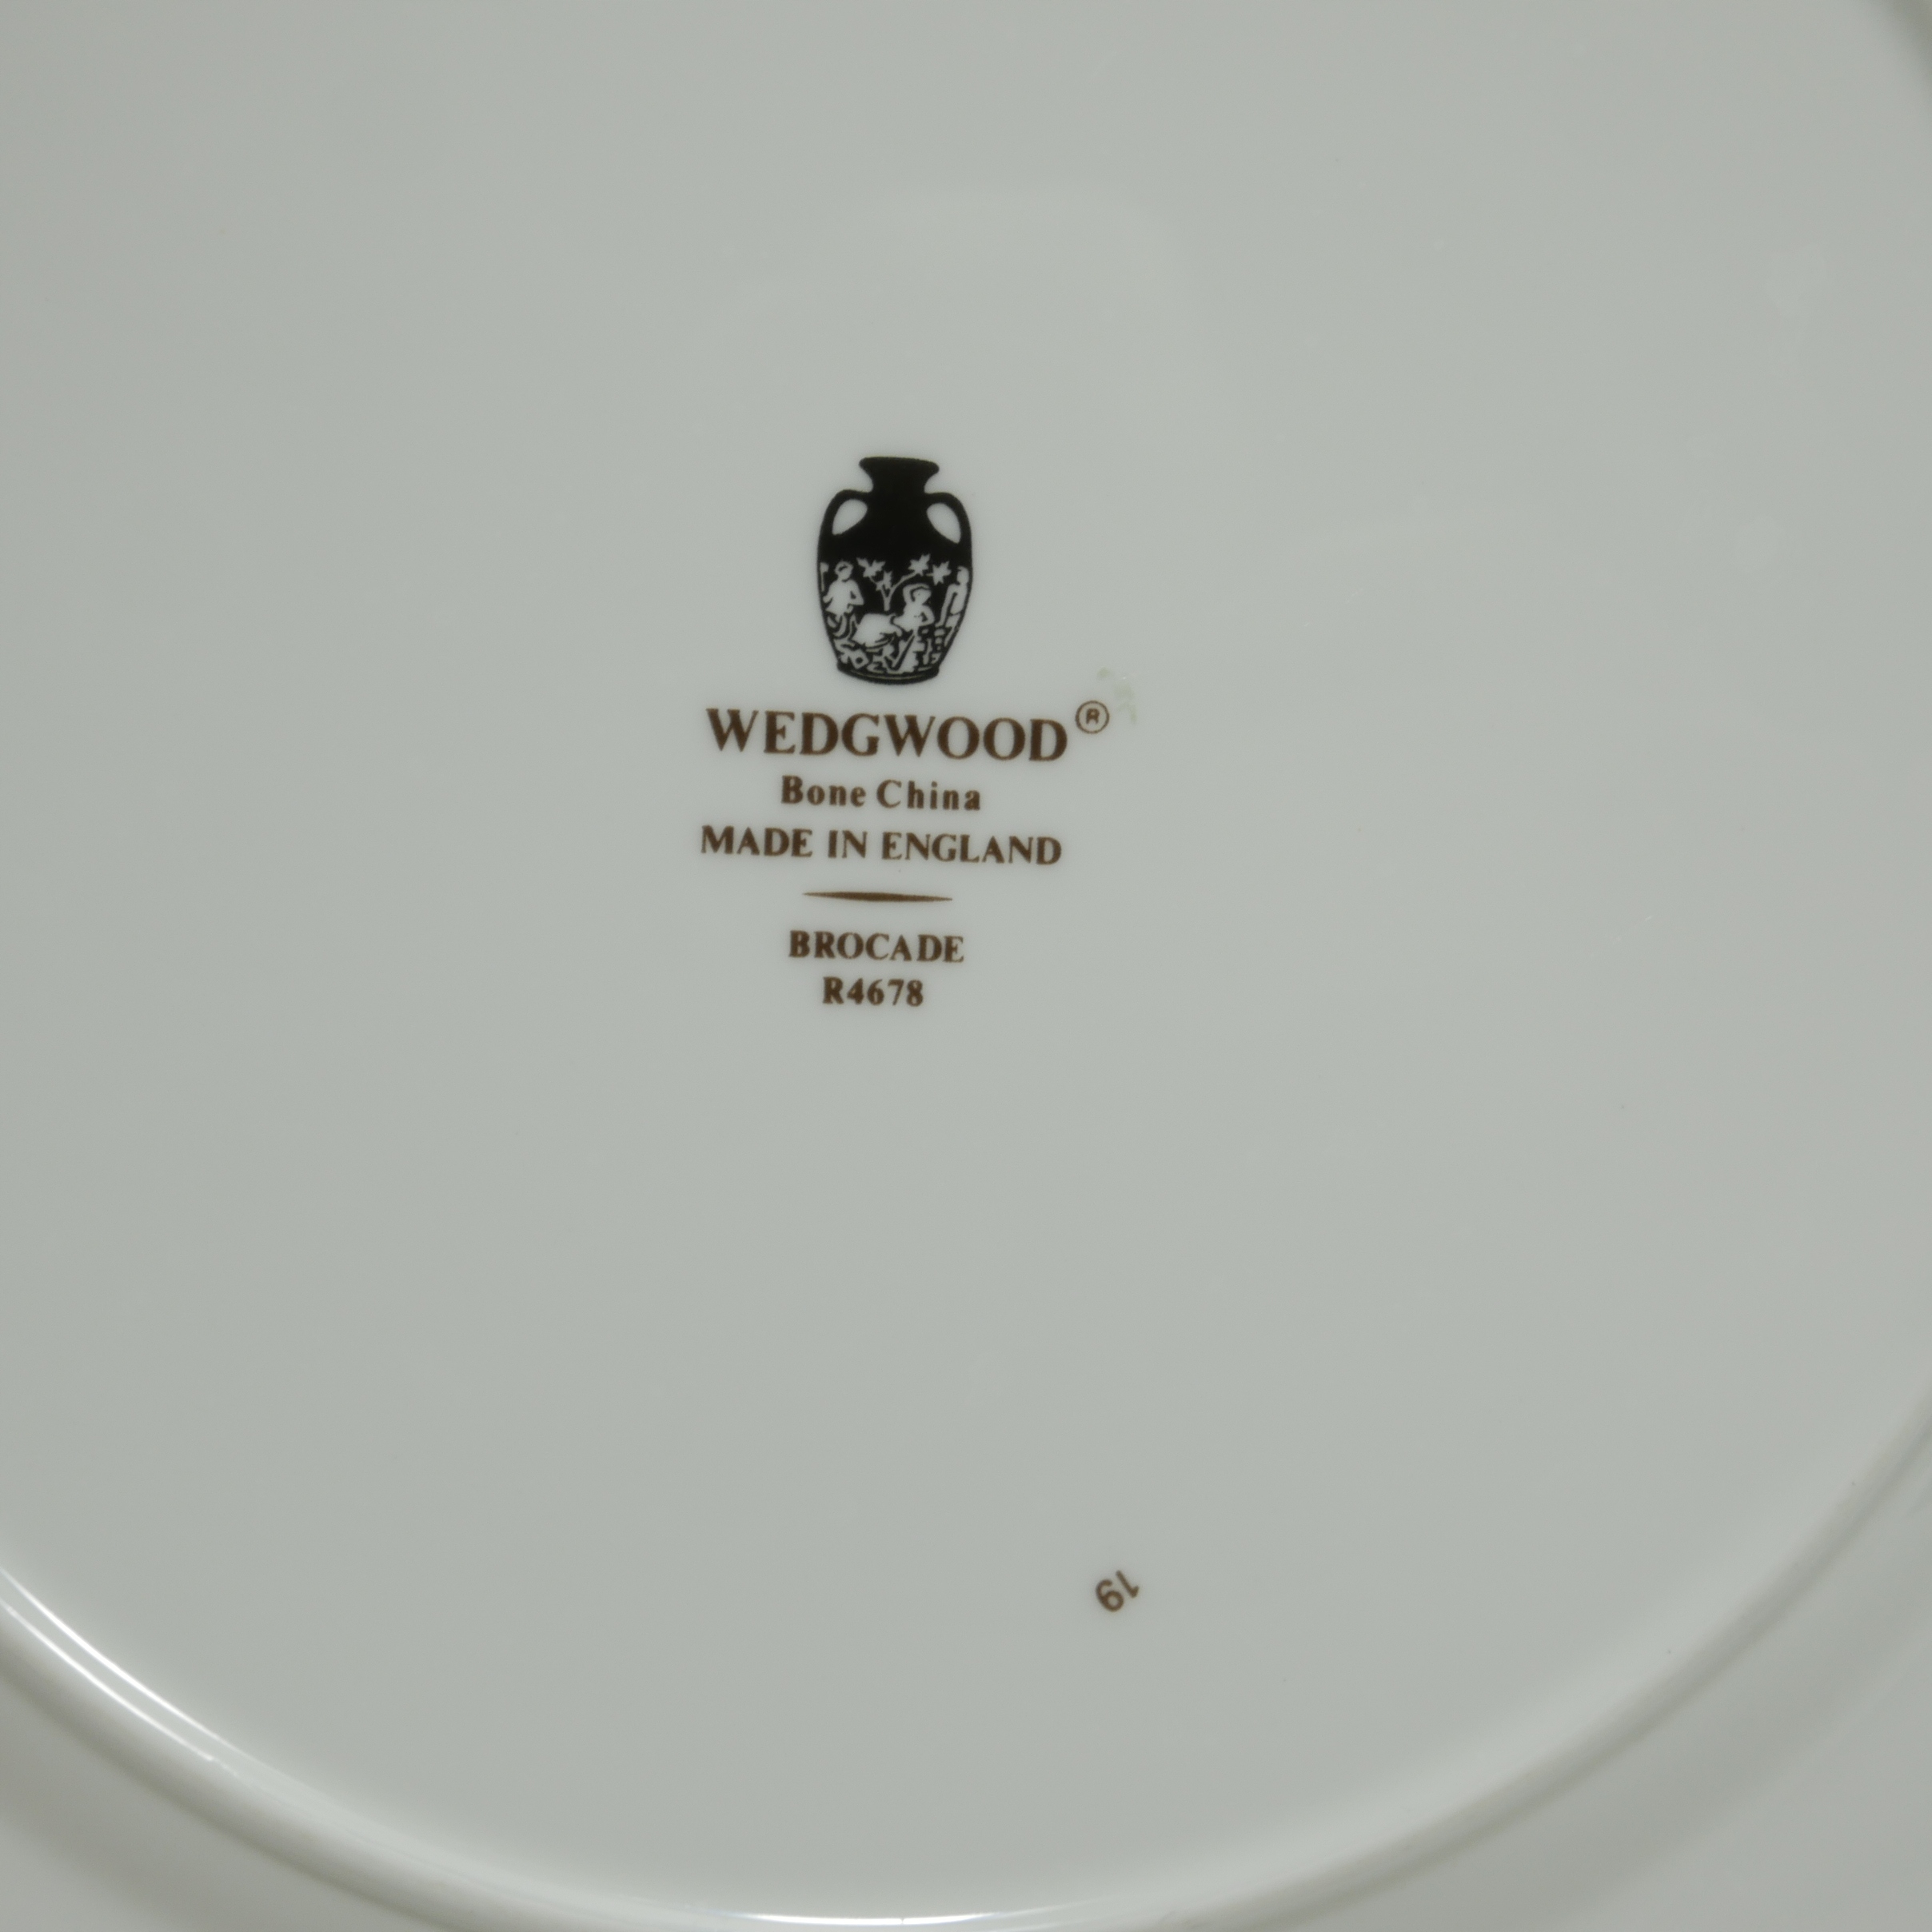 WEDGWOOD®
Bone China
MADE IN ENGLAND
BROCADE
R4678
19